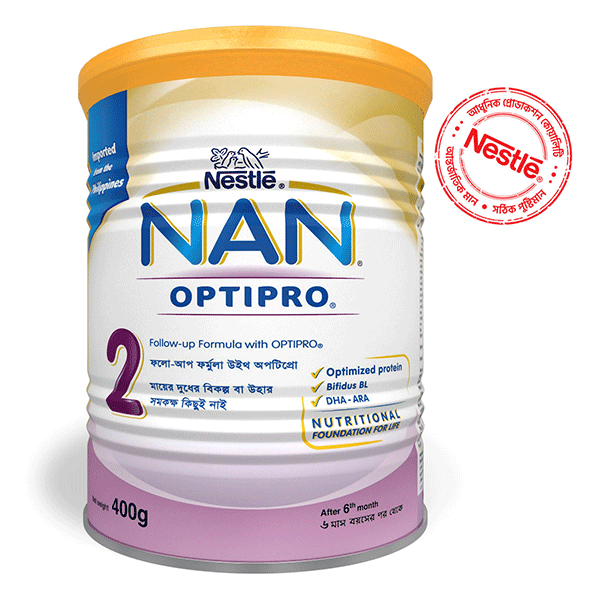 Imported
from the
Philippines
Nestlé®
NAN®
OPTIPRO®
2
Follow-up Formula with OPTIPRO®
ফলো-আপ ফর্মুলা উইথ অপটিপ্রো
মায়ের দুধের বিকল্প বা উহার
সমকক্ষ কিছুই নাই
✓ Optimized protein
✓ Bifidus BL
✓ DHA - ARA
NUTRITIONAL
FOUNDATION FOR LIFE
Net weight 400g
After 6th month
৬ মাস বয়সের পর থেকে
আধুনিক প্রোডাকশন কোয়ালিটি
Nestlé®
আন্তর্জাতিক মান • সঠিক পুষ্টিমান